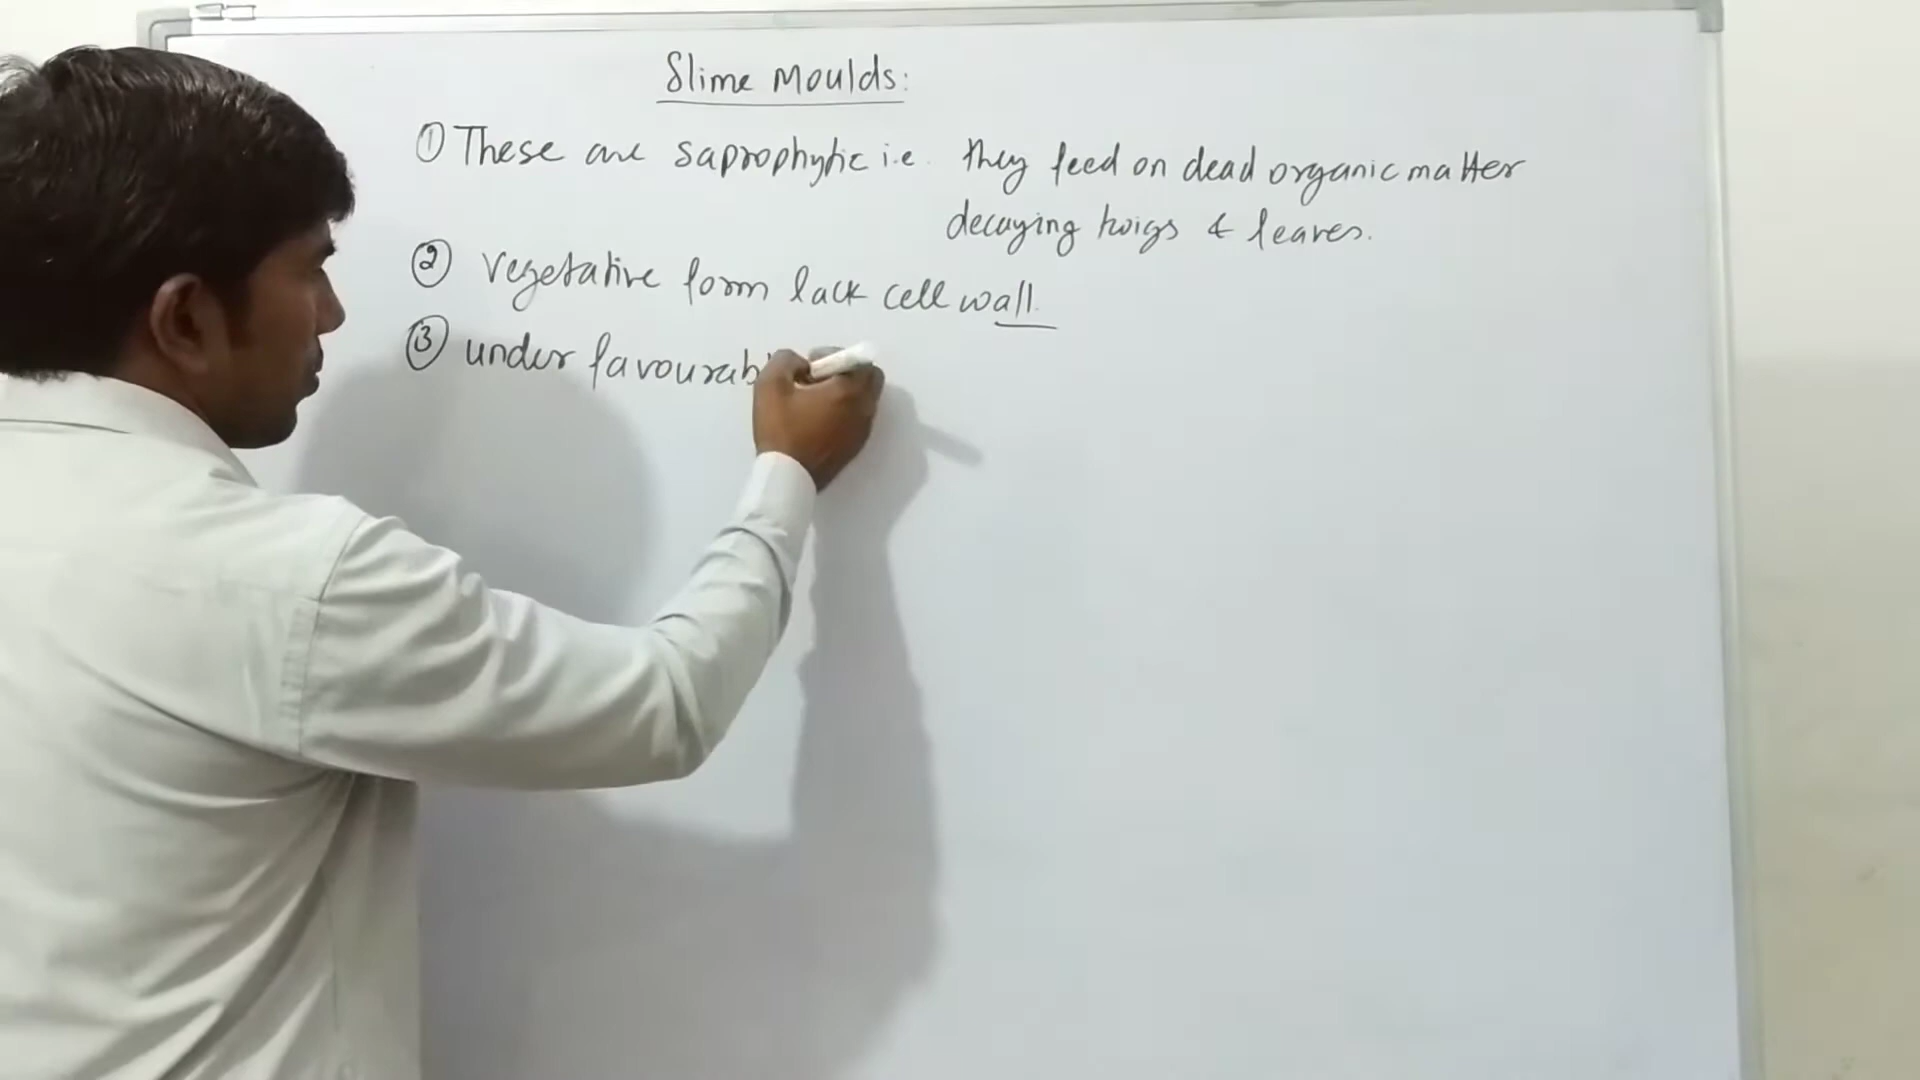 Slime Moulds:
① These are saprophytic i.e. they feed on dead organic matter
decaying twigs & leaves.
② vegetative form lack cell wall.
③ under favourab